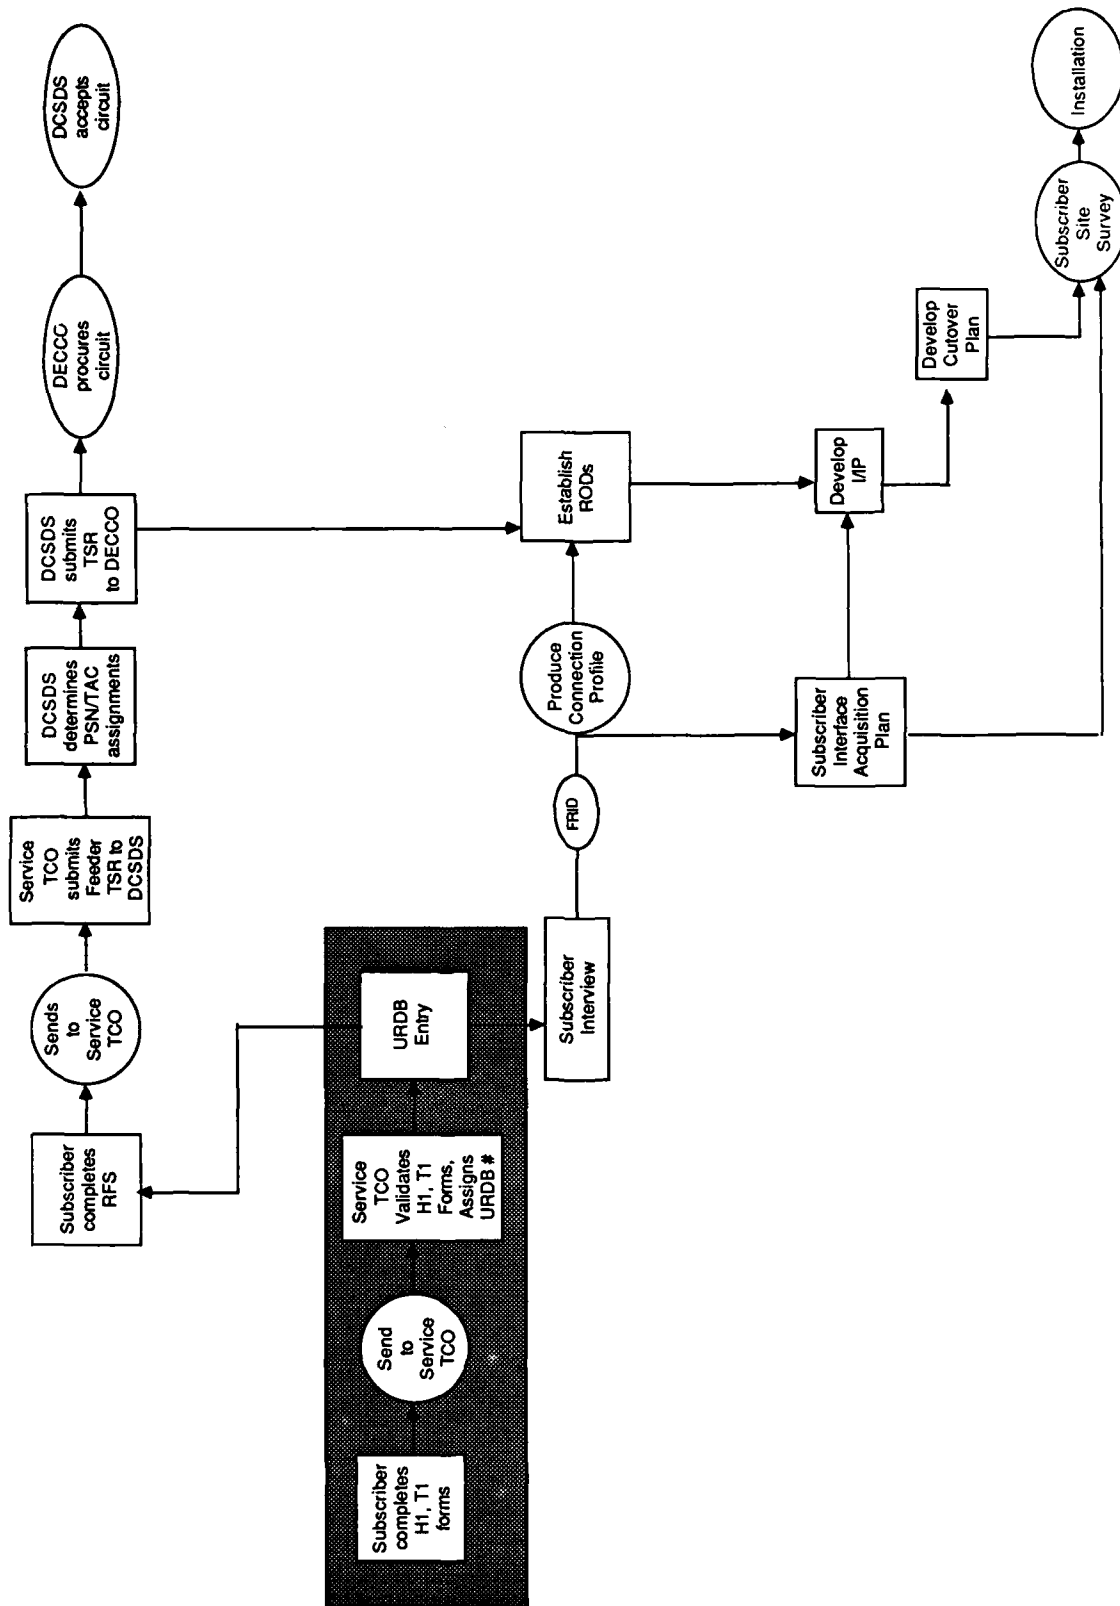 Subscriber
completes
RFS
Sends
to
Service
TCO
Service
TCO
submits
Feeder
TSR to
DCSDS
DCSDS
determines
PSN/TAC
assignments
DCSDS
submits
TSR
to DECCO
DECCO
procures
circuit
DCSDS
accepts
circuit
Subscriber
completes
H1, T1
forms
Send
to
Service
TCO
Service
TCO
Validates
H1, T1
Forms,
Assigns
URDB #
URDB
Entry
Subscriber
Interview
FRID
Produce
Connection
Profile
Establish
RODs
Subscriber
Interface
Acquisition
Plan
Develop
I/IP
Develop
Cutover
Plan
Subscriber
Site
Survey
Installation